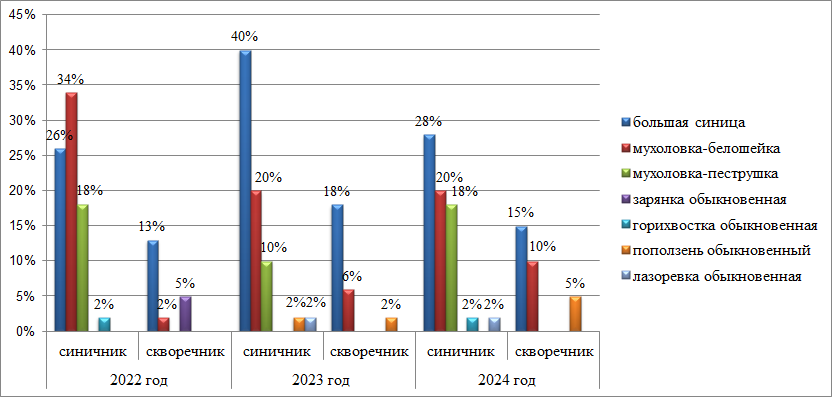 45%
40%
35%
30%
25%
20%
15%
10%
5%
0%
26%
34%
18%
2%
13%
2%
5%
40%
20%
10%
2%
2%
18%
6%
2%
28%
20%
18%
2%
2%
15%
10%
5%
синичник
скворечник
синичник
скворечник
синичник
скворечник
2022 год
2023 год
2024 год
большая синица
мухоловка-белошейка
мухоловка-пеструшка
зарянка обыкновенная
горихвостка обыкновенная
поползень обыкновенный
лазоревка обыкновенная